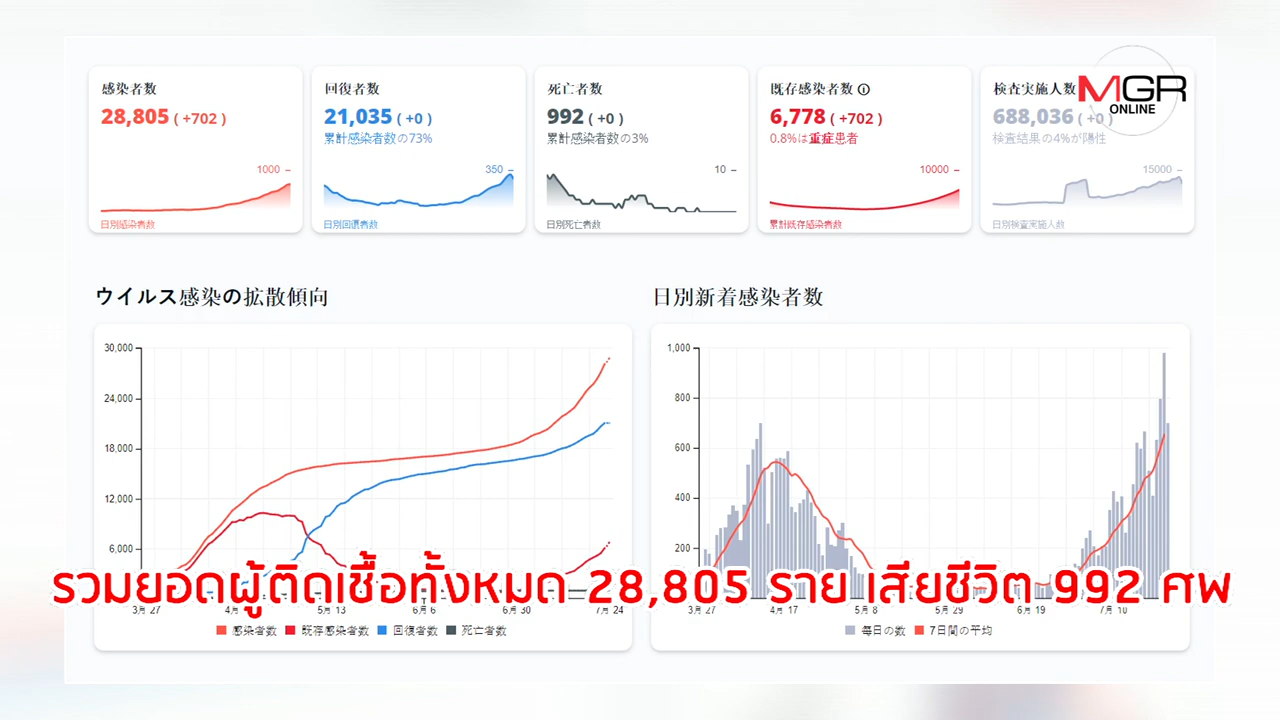 感染者数
28,805 ( +702 )
1000
日別感染者数
回復者数
21,035 ( +0 )
累計感染者数の73%
350
日別回復者数
死亡者数
992 ( +0 )
累計感染者数の3%
10
日別死亡者数
既存感染者数
6,778 ( +702 )
0.8%は重症患者
10000
累計既存感染者数
検査実施人数
688,036 ( +0 )
検査結果の4%が陽性
15000
日別検査実施人数
MGR
ONLINE
ウイルス感染の拡散傾向
30,000
24,000
18,000
12,000
6,000
3月 27
5月 13
6月 6
6月 30
7月 24
感染者数 既存感染者数 回復者数 死亡者数
日別新着感染者数
1,000
800
600
400
200
3月 27
4月 17
5月 8
5月 29
6月 19
7月 10
毎日の数 7日間の平均
รวมยอดผู้ติดเชื้อทั้งหมด 28,805 ราย เสียชีวิต 992 ศพ